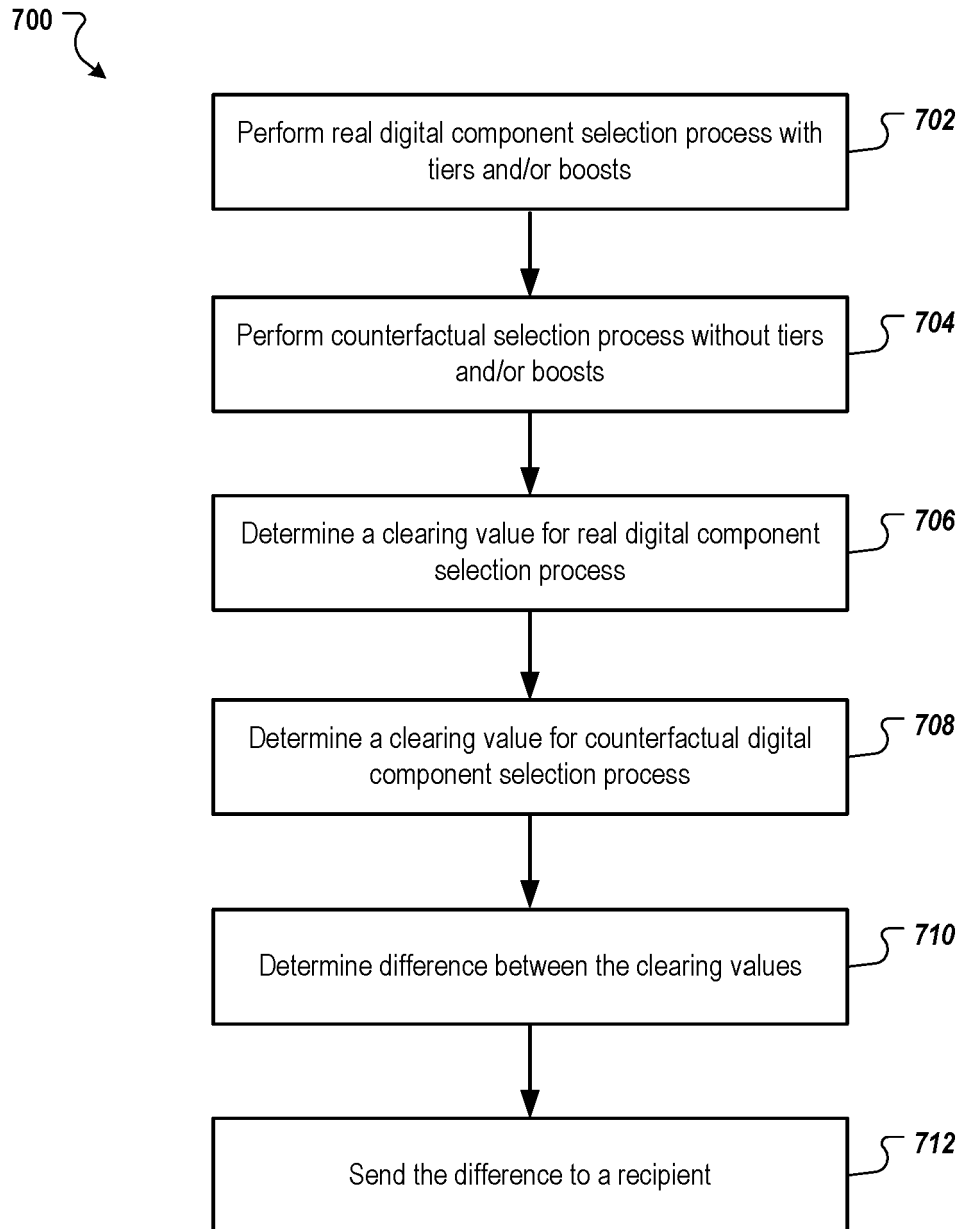 700
Perform real digital component selection process with
tiers and/or boosts
702
Perform counterfactual selection process without tiers
and/or boosts
704
Determine a clearing value for real digital component
selection process
706
Determine a clearing value for counterfactual digital
component selection process
708
Determine difference between the clearing values
710
Send the difference to a recipient
712